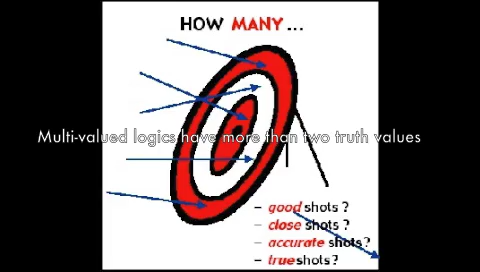 HOW MANY...
Multi-valued logics have more than two truth values
– good shots?
– close shots?
– accurate shots?
– true shots?